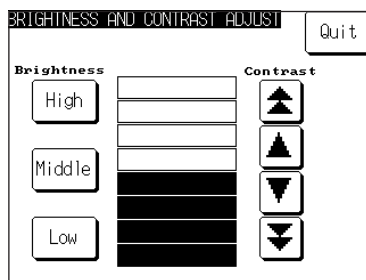 BRIGHTNESS AND CONTRAST ADJUST
Quit
Brightness
Contrast
High
Middle
Low